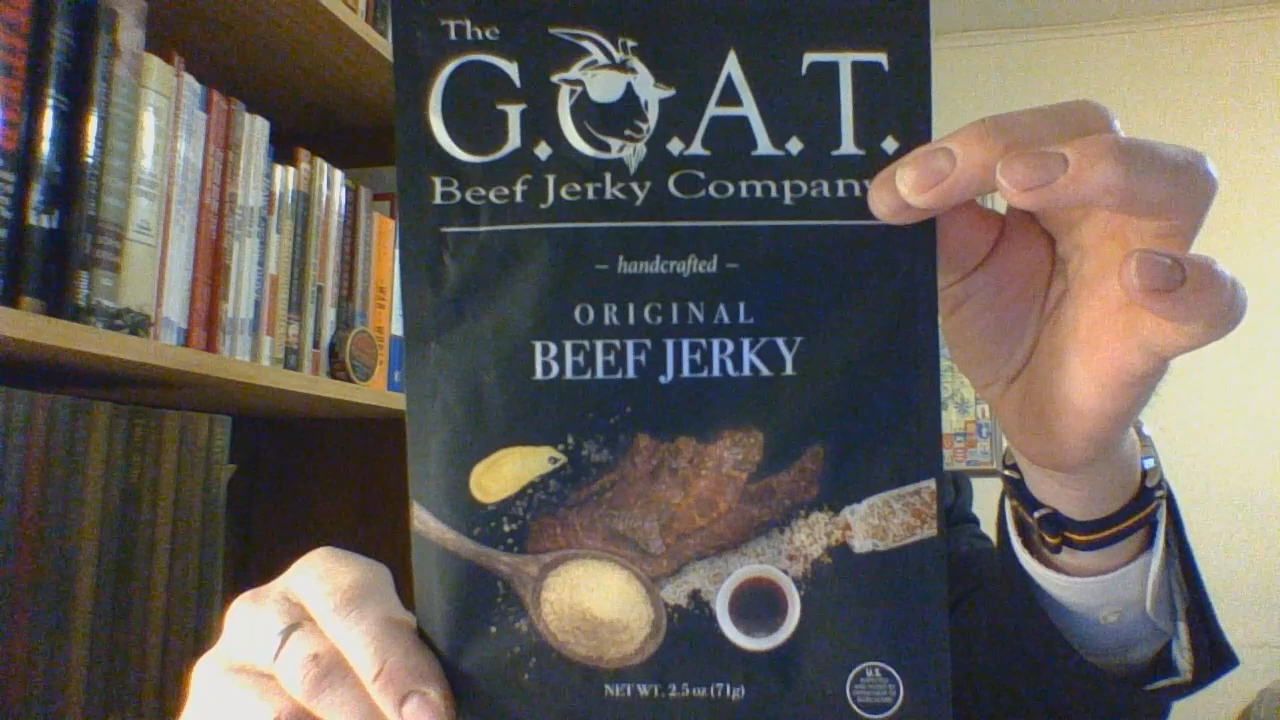 The
G.O.A.T.
Beef Jerky Company
– handcrafted –
ORIGINAL
BEEF JERKY
NET WT. 2.5 oz (71g)
U.S.